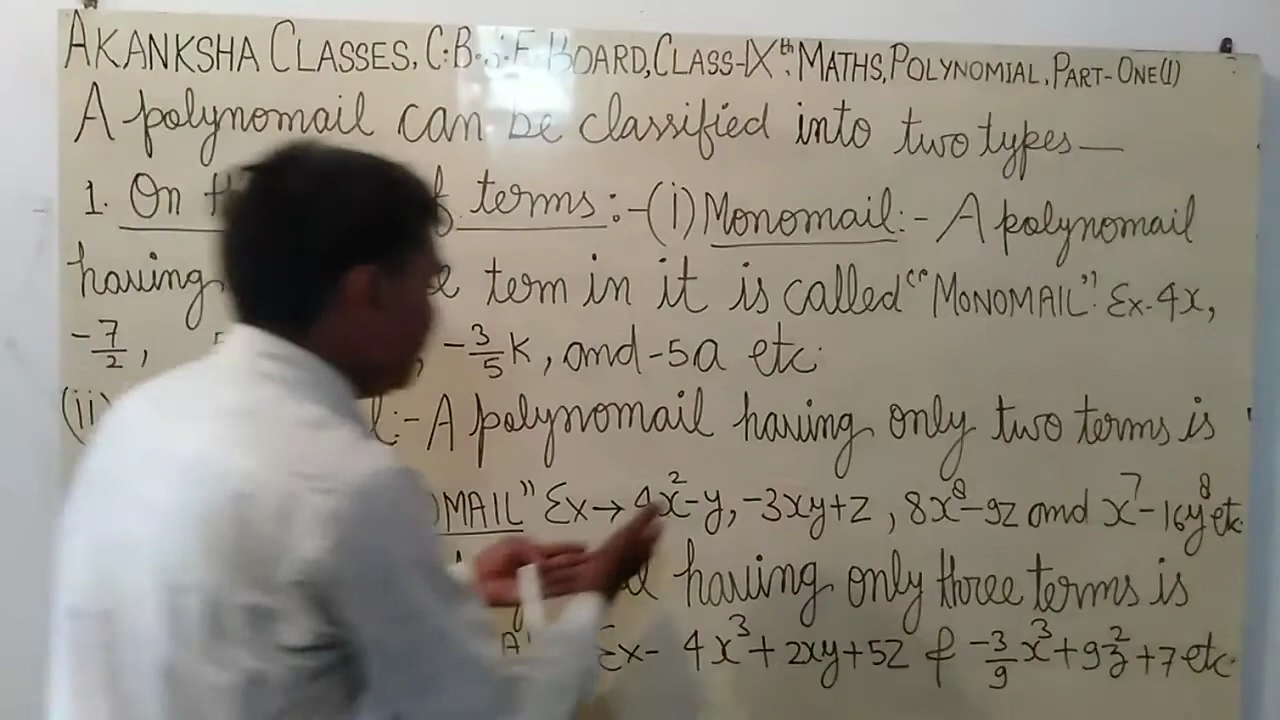 AKANKSHA CLASSES, C.B.S.E BOARD, CLASS-IXth. MATHS, POLYNOMIAL, PART-ONE(1)
A polynomail can be classified into two types—
1. On of terms:-(i) Monomail:- A polynomail
having term in it is called "MONOMAIL". Ex-4x,
-7/2, -3/5 K, and -5a etc.
(ii) :- A polynomail having only two terms is
MAIL" Ex→ 4x²-y, -3xy+z, 8x⁸-9z and x⁷-16y⁸ etc.
having only three terms is
Ex- 4x³+2xy+5z & -3/9 x³+9z²+7 etc.